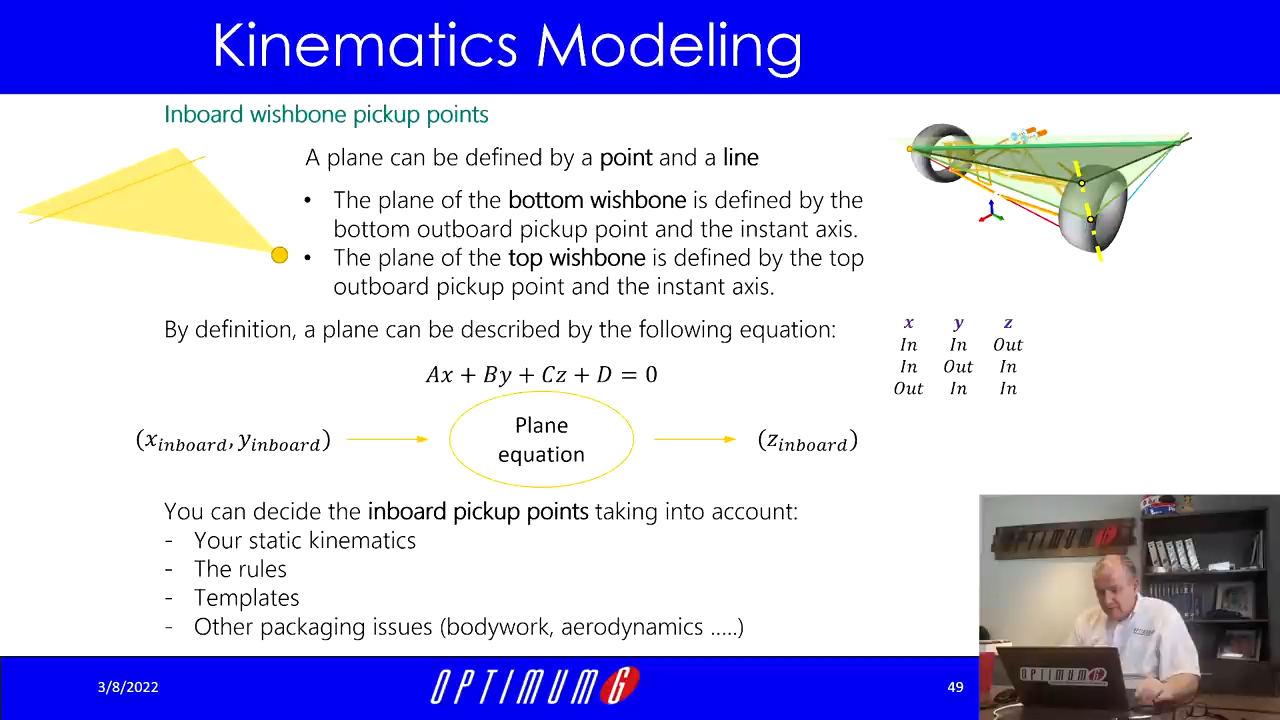 Kinematics Modeling
Inboard wishbone pickup points
A plane can be defined by a point and a line
• The plane of the bottom wishbone is defined by the
bottom outboard pickup point and the instant axis.
• The plane of the top wishbone is defined by the top
outboard pickup point and the instant axis.
By definition, a plane can be described by the following equation:
x y z
In In Out
In Out In
Out In In
Ax + By + Cz + D = 0
(x_inboard, y_inboard)
Plane
equation
(z_inboard)
You can decide the inboard pickup points taking into account:
- Your static kinematics
- The rules
- Templates
- Other packaging issues (bodywork, aerodynamics .....)
OPTIMUM G
OPTIMUM G
3/8/2022
OPTIMUM G
49